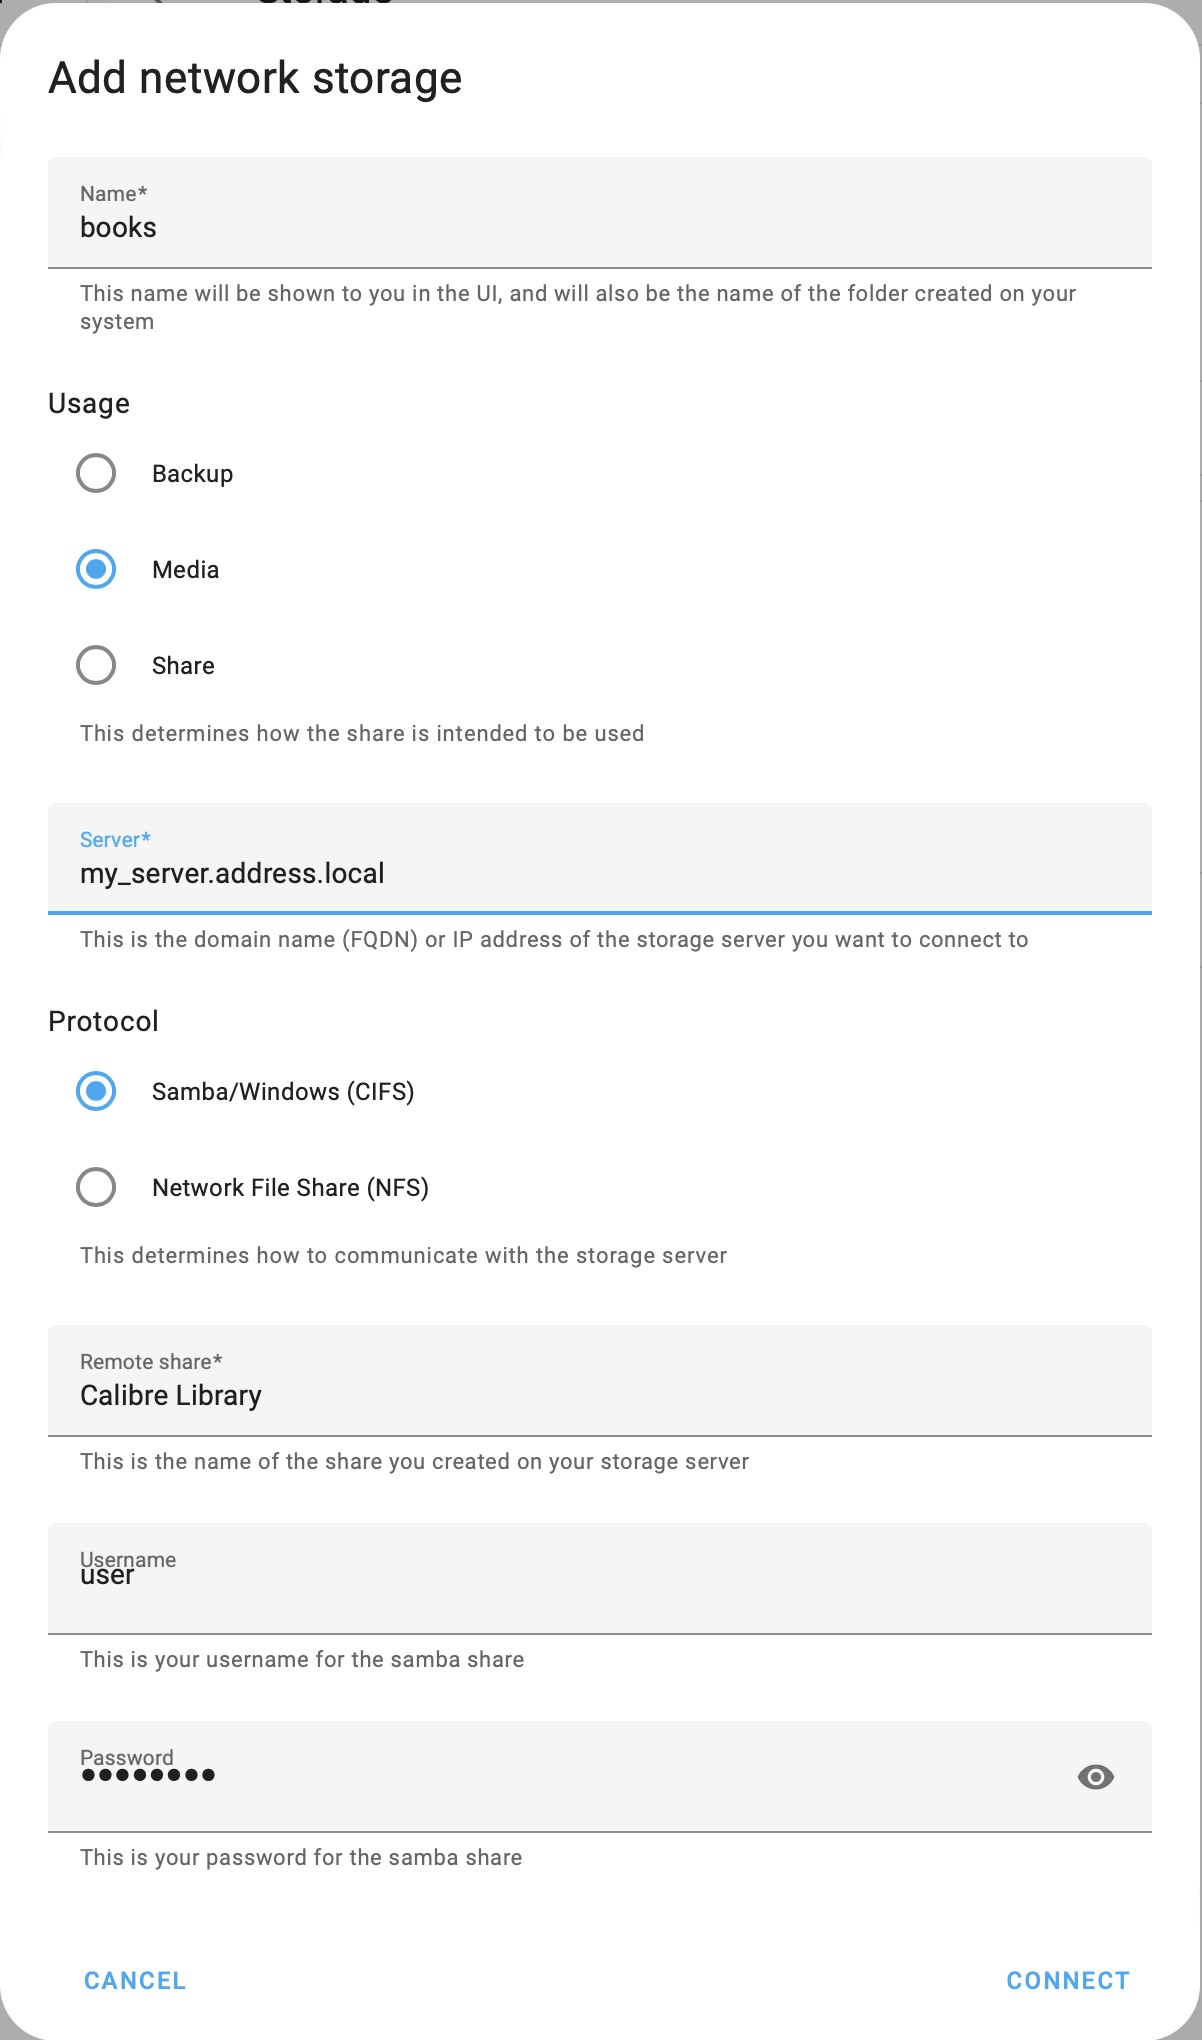 Add network storage
Name*
books
This name will be shown to you in the UI, and will also be the name of the folder created on your
system
Usage
Backup
Media
Share
This determines how the share is intended to be used
Server*
my_server.address.local
This is the domain name (FQDN) or IP address of the storage server you want to connect to
Protocol
Samba/Windows (CIFS)
Network File Share (NFS)
This determines how to communicate with the storage server
Remote share*
Calibre Library
This is the name of the share you created on your storage server
Username
user
This is your username for the samba share
Password
••••••••
This is your password for the samba share
CANCEL
CONNECT